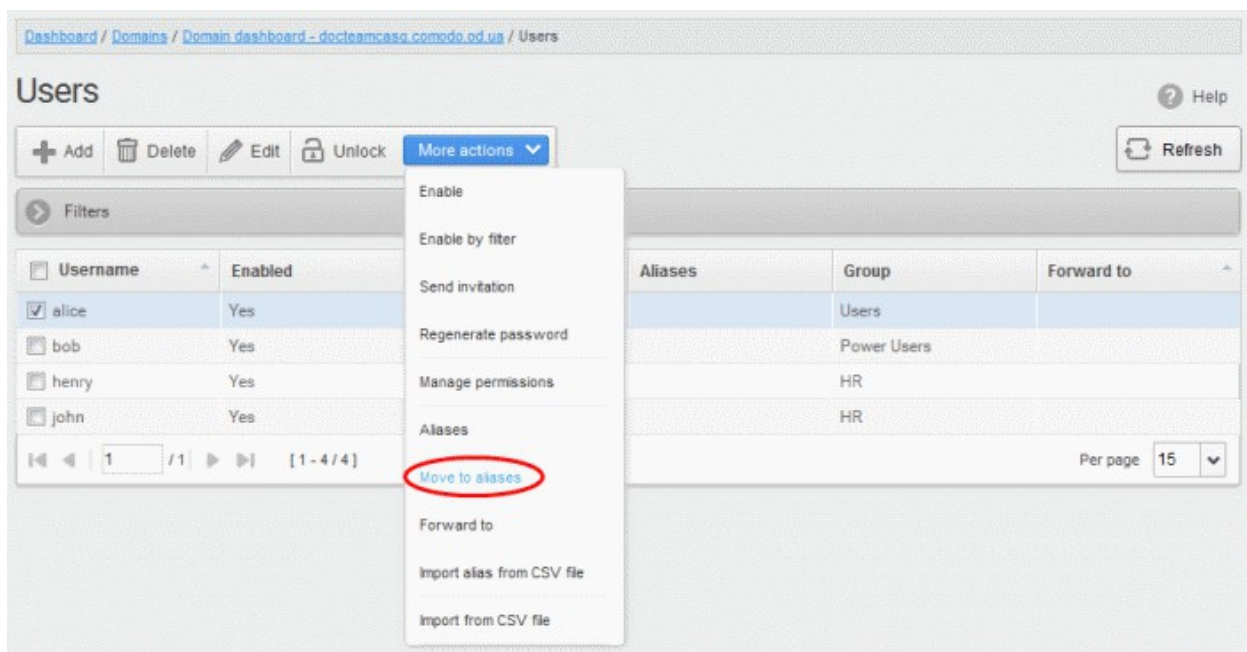 Dashboard / Domains / Domain dashboard - docteamcasg.comodo.od.ua / Users
Users
Help
Add Delete Edit Unlock More actions Refresh
Enable
Filters
Enable by filter
Username Enabled Aliases Group Forward to
Send invitation
alice Yes Users
Regenerate password
bob Yes Power Users
henry Yes Manage permissions HR
john Yes HR
Aliases
1 /1 [1-4/4] Per page 15
Move to aliases
Forward to
Import alias from CSV file
Import from CSV file